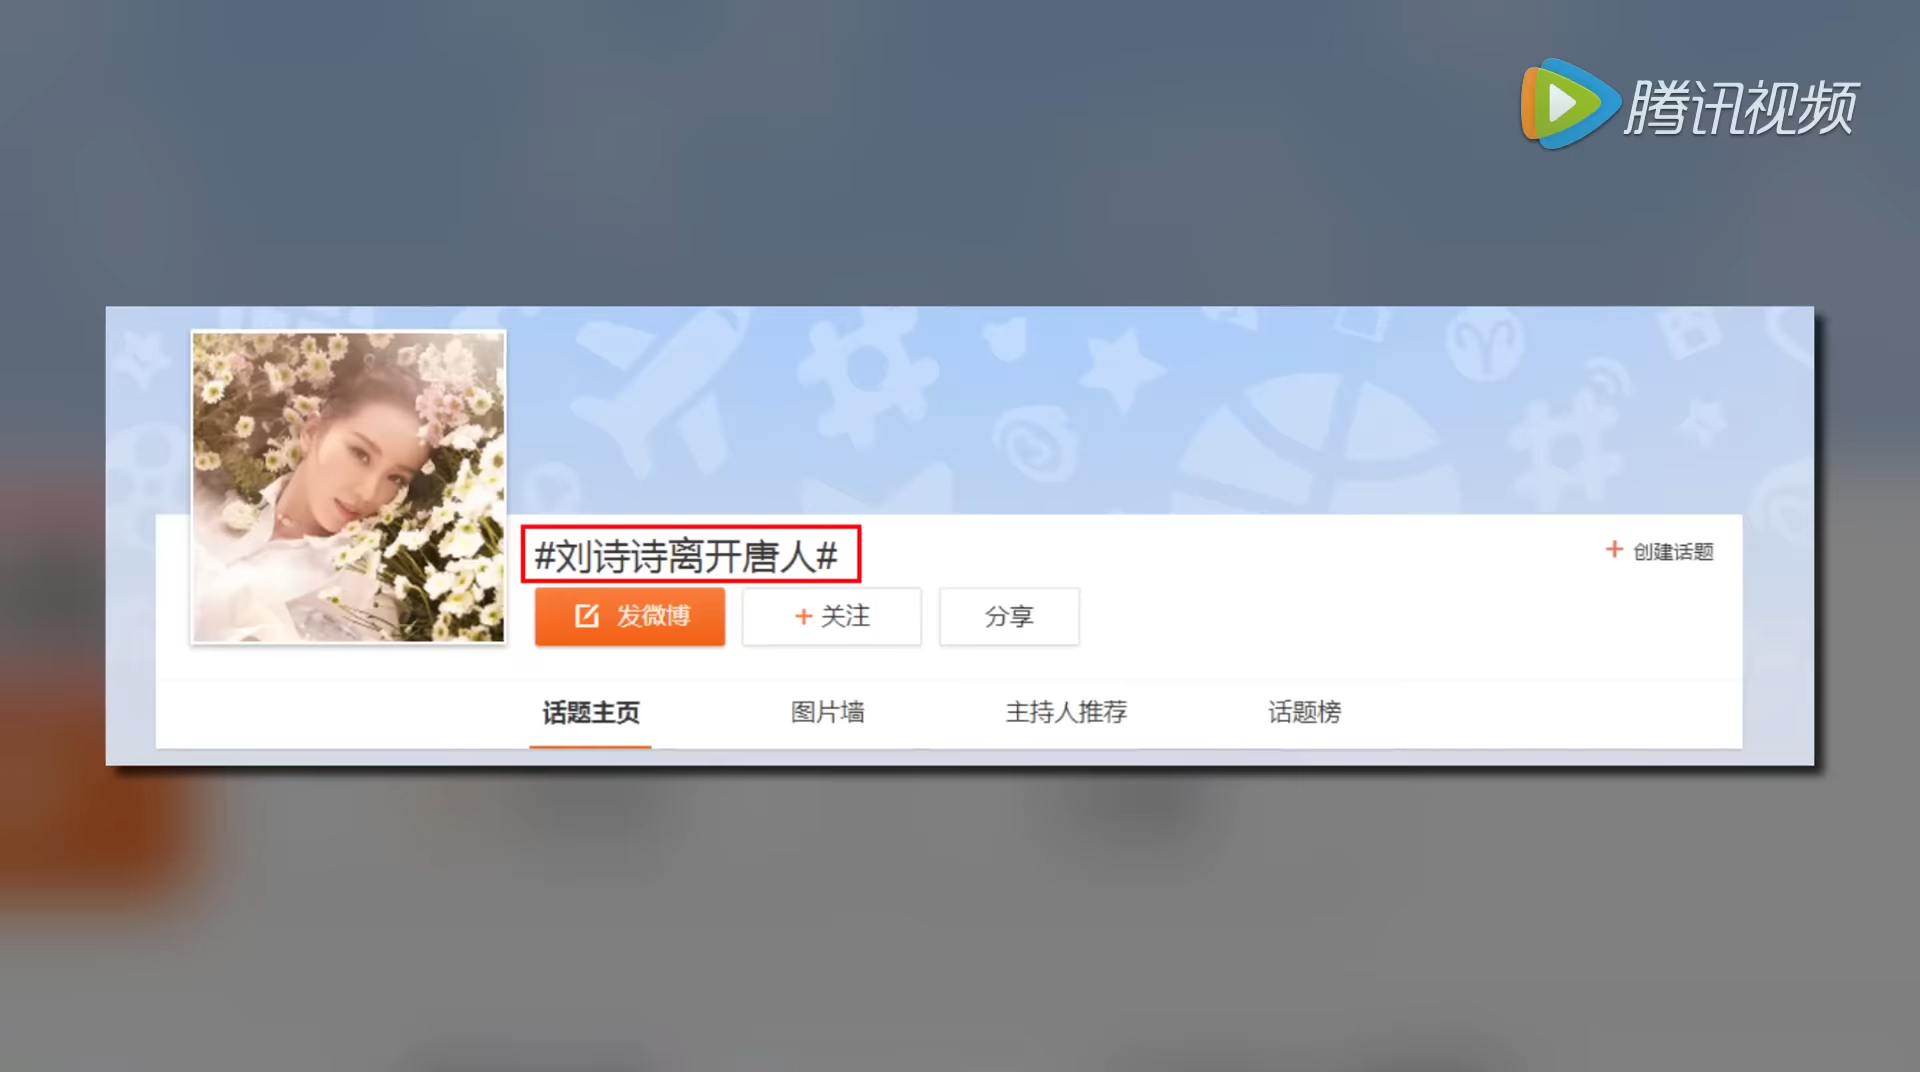 腾讯视频
#刘诗诗离开唐人#
+ 创建话题
发微博
+ 关注
分享
话题主页 图片墙 主持人推荐 话题榜